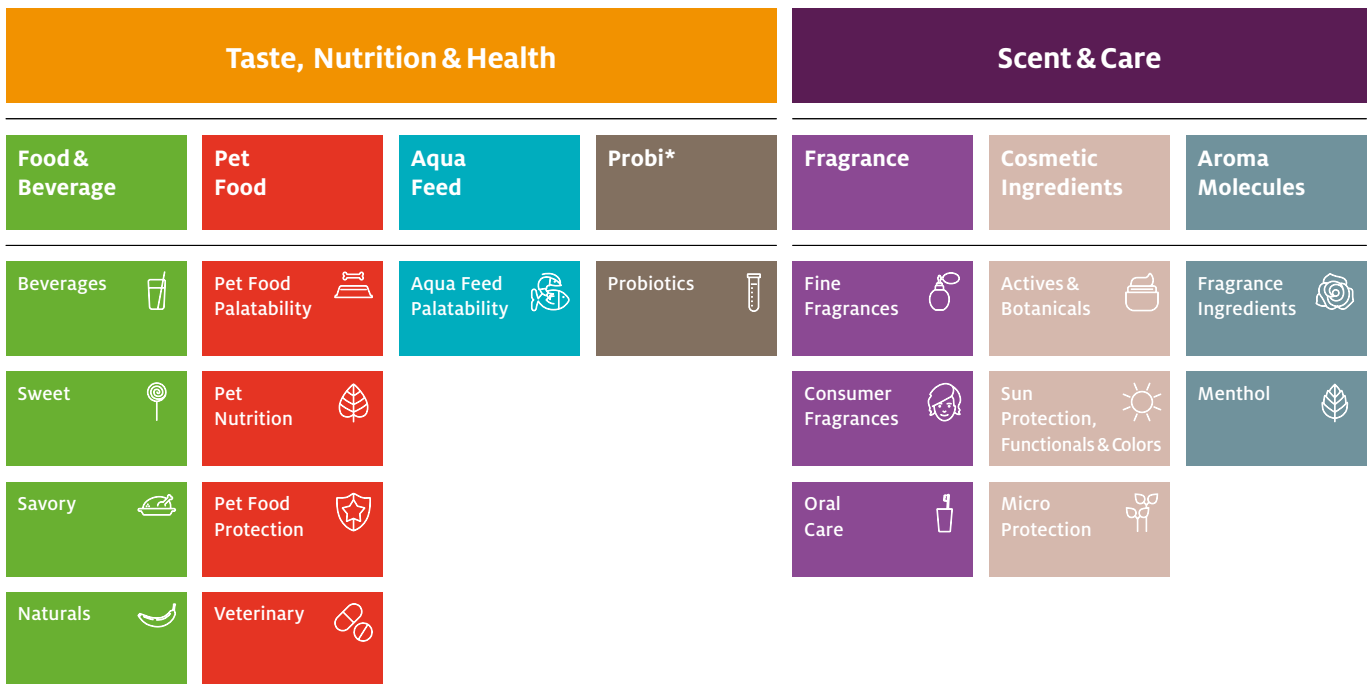 Taste, Nutrition & Health
Scent & Care
Food &
Beverage
Pet
Food
Aqua
Feed
Probi*
Fragrance
Cosmetic
Ingredients
Aroma
Molecules
Beverages
Pet Food
Palatability
Aqua Feed
Palatability
Probiotics
Fine
Fragrances
Actives &
Botanicals
Fragrance
Ingredients
Sweet
Pet
Nutrition
Consumer
Fragrances
Sun
Protection,
Functionals & Colors
Menthol
Savory
Pet Food
Protection
Oral
Care
Micro
Protection
Naturals
Veterinary